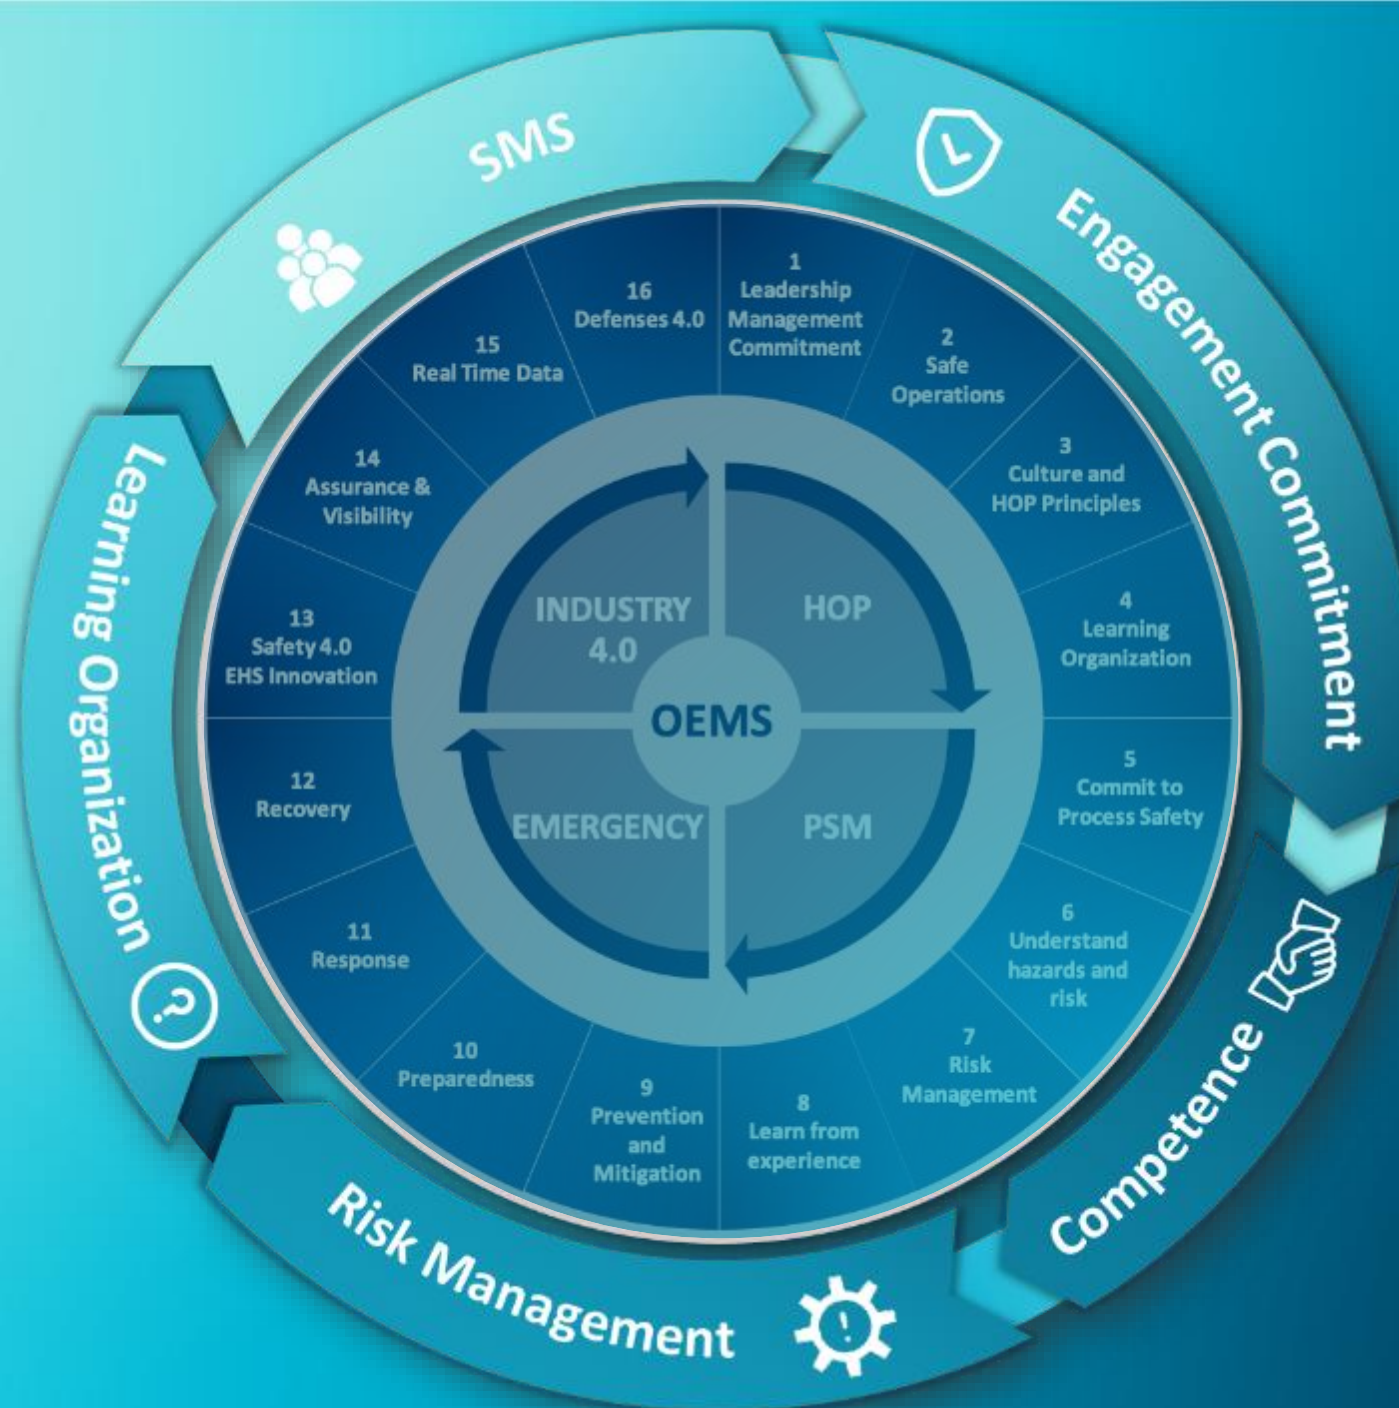 SMS
Engagement Commitment
Competence
Risk Management
Learning Organization
1
Leadership
Management
Commitment
2
Safe
Operations
3
Culture and
HOP Principles
4
Learning
Organization
5
Commit to
Process Safety
6
Understand
hazards and
risk
7
Risk
Management
8
Learn from
experience
9
Prevention
and
Mitigation
10
Preparedness
11
Response
12
Recovery
13
Safety 4.0
EHS Innovation
14
Assurance &
Visibility
15
Real Time Data
16
Defenses 4.0
INDUSTRY
4.0
HOP
OEMS
EMERGENCY
PSM